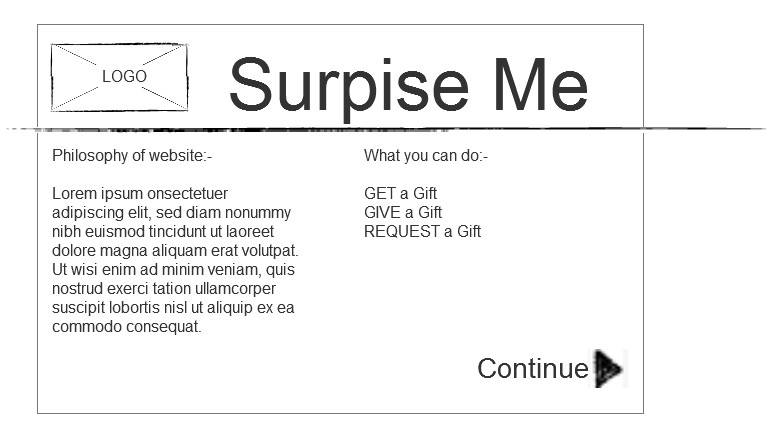 LOGO
Surpise Me
Philosophy of website:-
Lorem ipsum onsectetuer
adipiscing elit, sed diam nonummy
nibh euismod tincidunt ut laoreet
dolore magna aliquam erat volutpat.
Ut wisi enim ad minim veniam, quis
nostrud exerci tation ullamcorper
suscipit lobortis nisl ut aliquip ex ea
commodo consequat.
What you can do:-
GET a Gift
GIVE a Gift
REQUEST a Gift
Continue